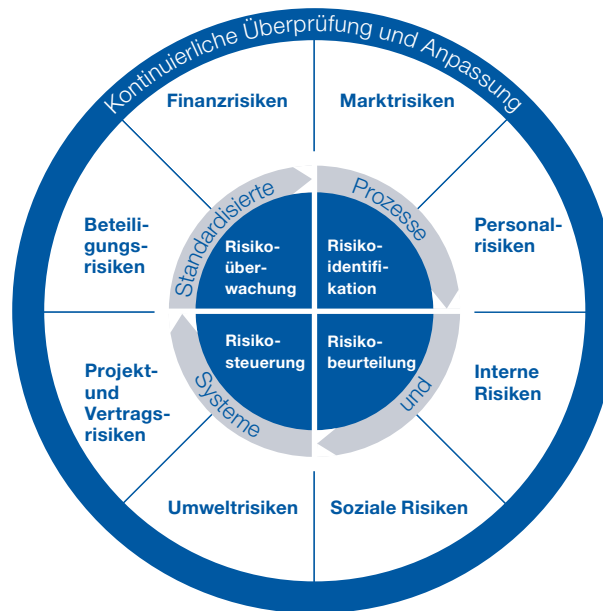 Kontinuierliche Überprüfung und Anpassung
Finanzrisiken
Marktrisiken
Personal-
risiken
Interne
Risiken
Soziale Risiken
Umweltrisiken
Projekt-
und
Vertrags-
risiken
Beteili-
gungs-
risiken
Standardisierte
Prozesse
und
Systeme
Risiko-
über-
wachung
Risiko-
identifi-
kation
Risiko-
beurteilung
Risiko-
steuerung